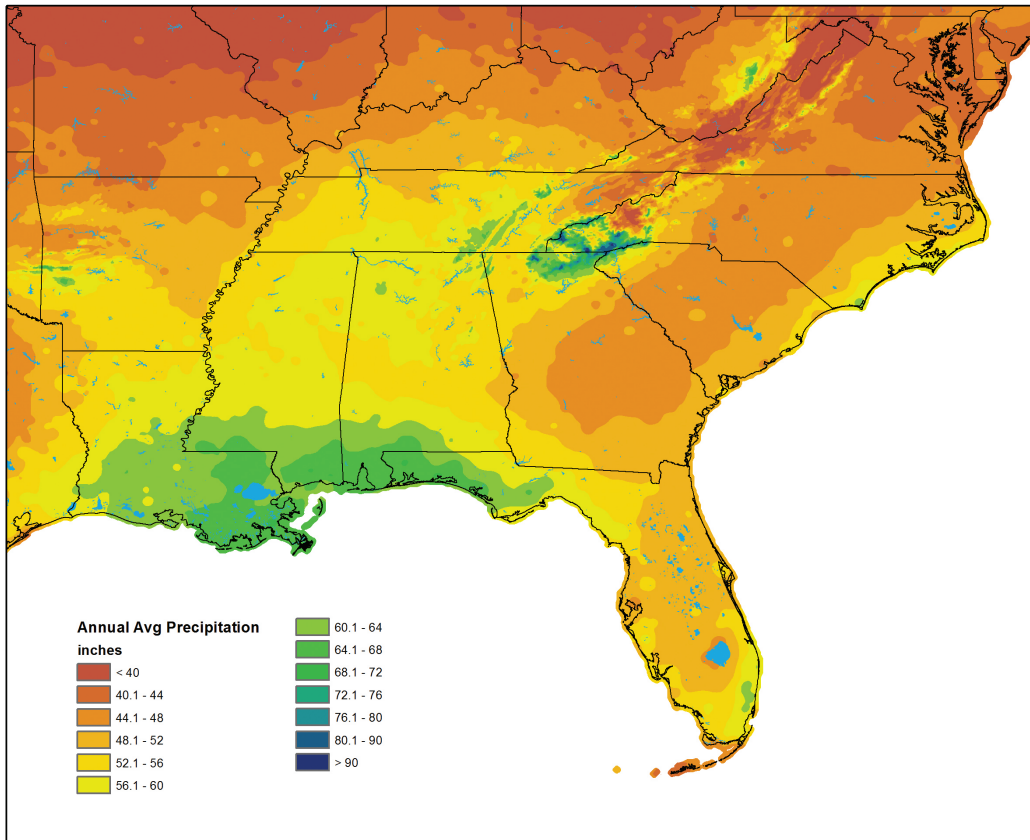 Annual Avg Precipitation
inches
< 40
40.1 - 44
44.1 - 48
48.1 - 52
52.1 - 56
56.1 - 60
60.1 - 64
64.1 - 68
68.1 - 72
72.1 - 76
76.1 - 80
80.1 - 90
> 90